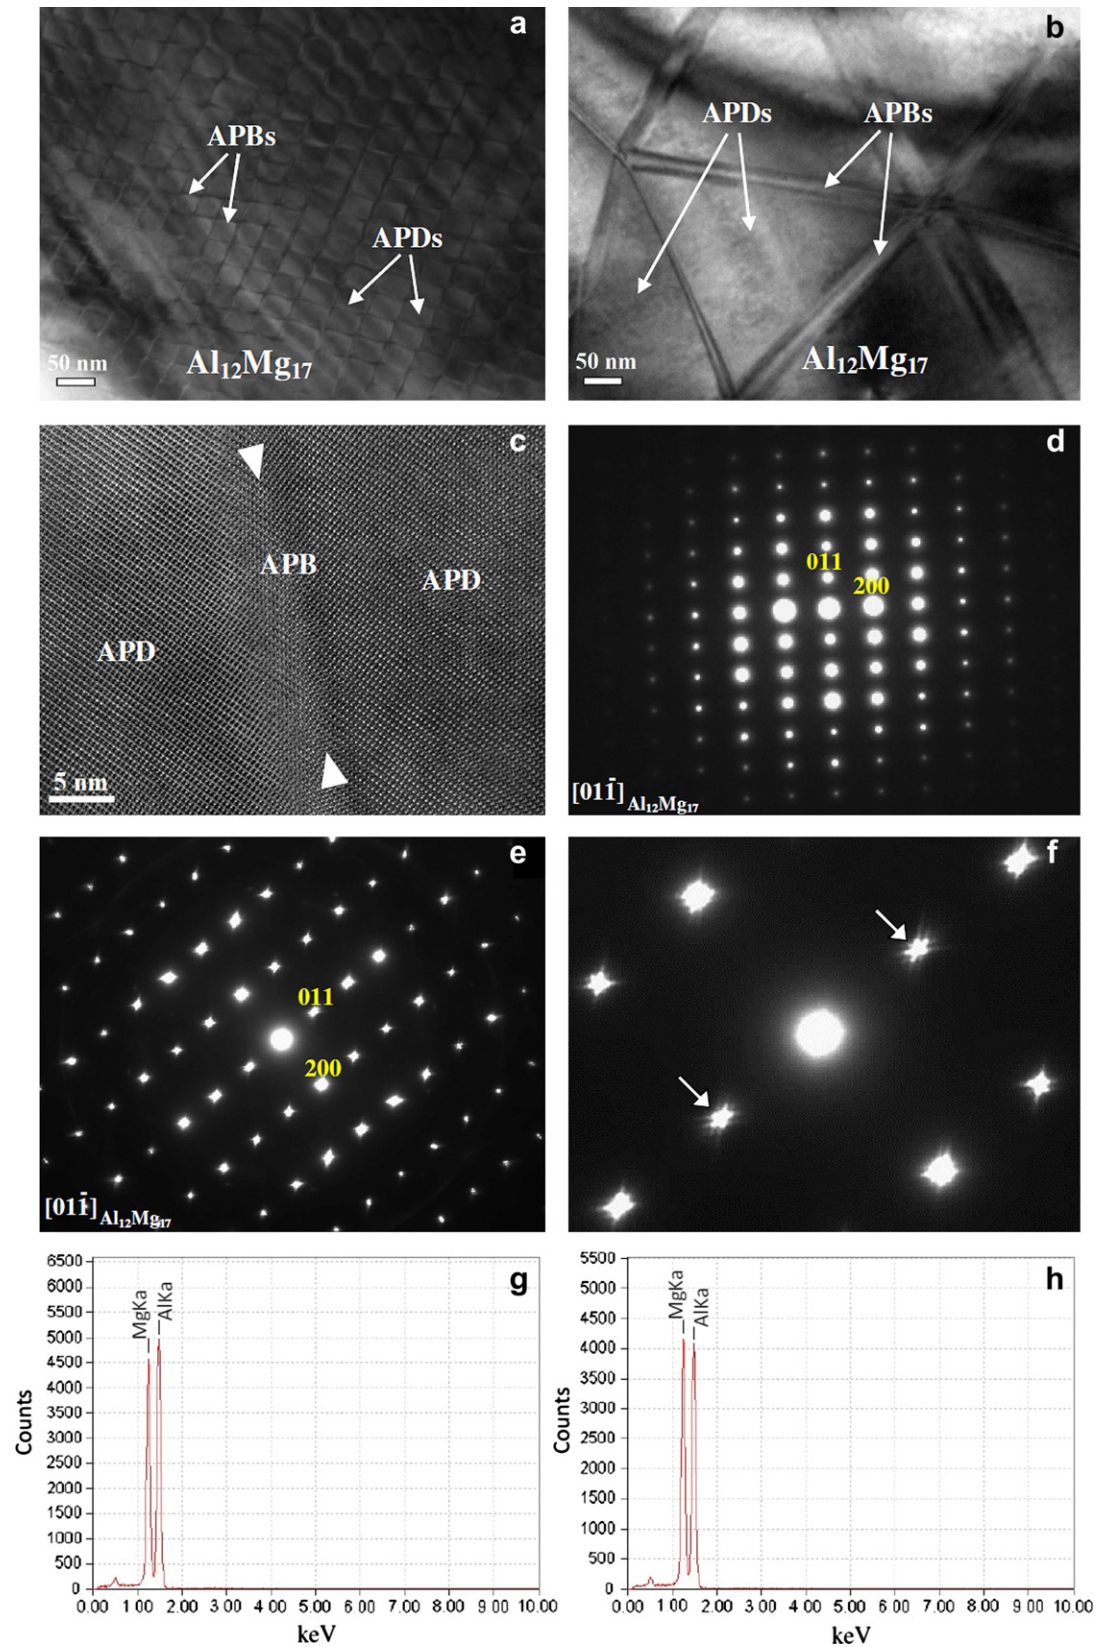 a
APBs
APDs
Al₁₂Mg₁₇
50 nm
b
APDs
APBs
Al₁₂Mg₁₇
50 nm
c
APB
APD
APD
5 nm
d
011
200
[011̄]Al₁₂Mg₁₇
e
011
200
[011̄]Al₁₂Mg₁₇
f
g
6500
6000
5500
5000
4500
4000
3500
3000
2500
2000
1500
1000
500
0
Counts
MgKa
AlKa
0.00 1.00 2.00 3.00 4.00 5.00 6.00 7.00 8.00 9.00 10.00
keV
h
5500
5000
4500
4000
3500
3000
2500
2000
1500
1000
500
0
Counts
MgKa
AlKa
0.00 1.00 2.00 3.00 4.00 5.00 6.00 7.00 8.00 9.00 10.00
keV